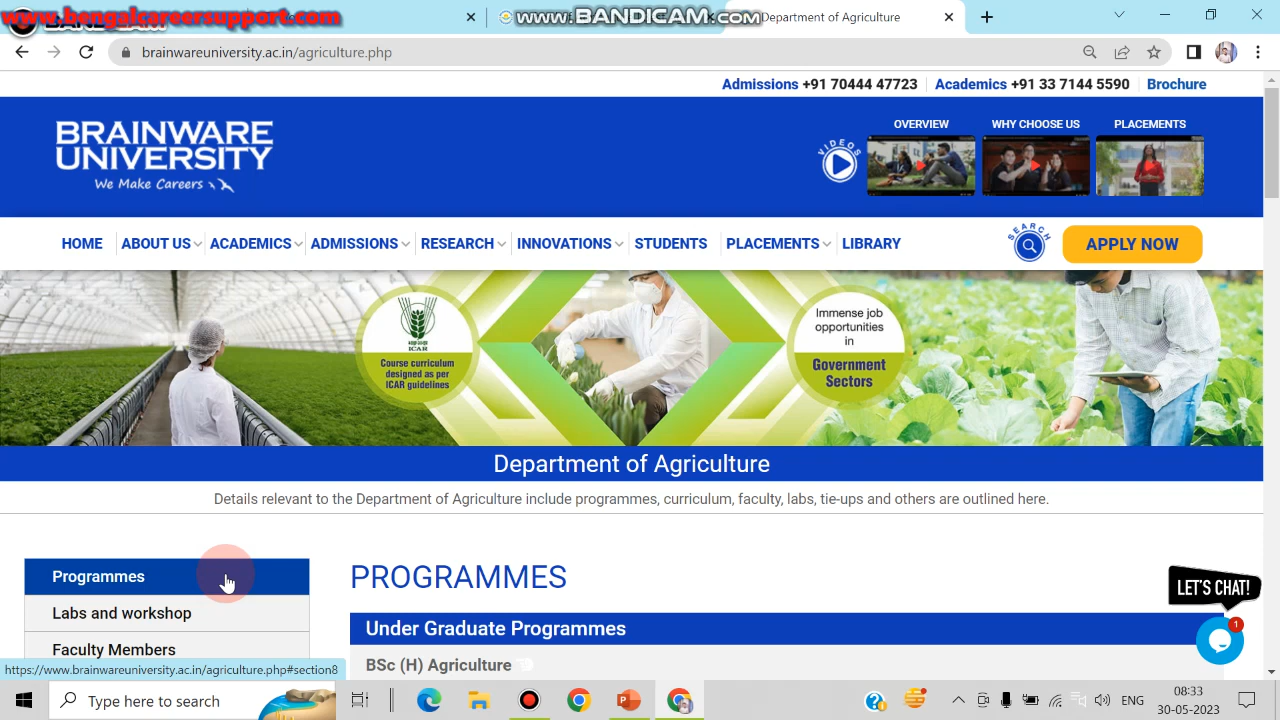 www.bengalcareersupport.com
www.BANDICAM.com
Department of Agriculture
brainwareuniversity.ac.in/agriculture.php
Admissions +91 70444 47723
Academics +91 33 7144 5590
Brochure
BRAINWARE
UNIVERSITY
We Make Careers
VIDEOS
OVERVIEW
WHY CHOOSE US
PLACEMENTS
HOME
ABOUT US
ACADEMICS
ADMISSIONS
RESEARCH
INNOVATIONS
STUDENTS
PLACEMENTS
LIBRARY
SEARCH
APPLY NOW
ICAR
Course curriculum
designed as per
ICAR guidelines
Immense job
opportunities
in
Government
Sectors
Department of Agriculture
Details relevant to the Department of Agriculture include programmes, curriculum, faculty, labs, tie-ups and others are outlined here.
Programmes
Labs and workshop
Faculty Members
PROGRAMMES
Under Graduate Programmes
BSc (H) Agriculture
LET'S CHAT!
1
https://www.brainwareuniversity.ac.in/agriculture.php#section8
Type here to search
ENG
08:33
30-05-2023